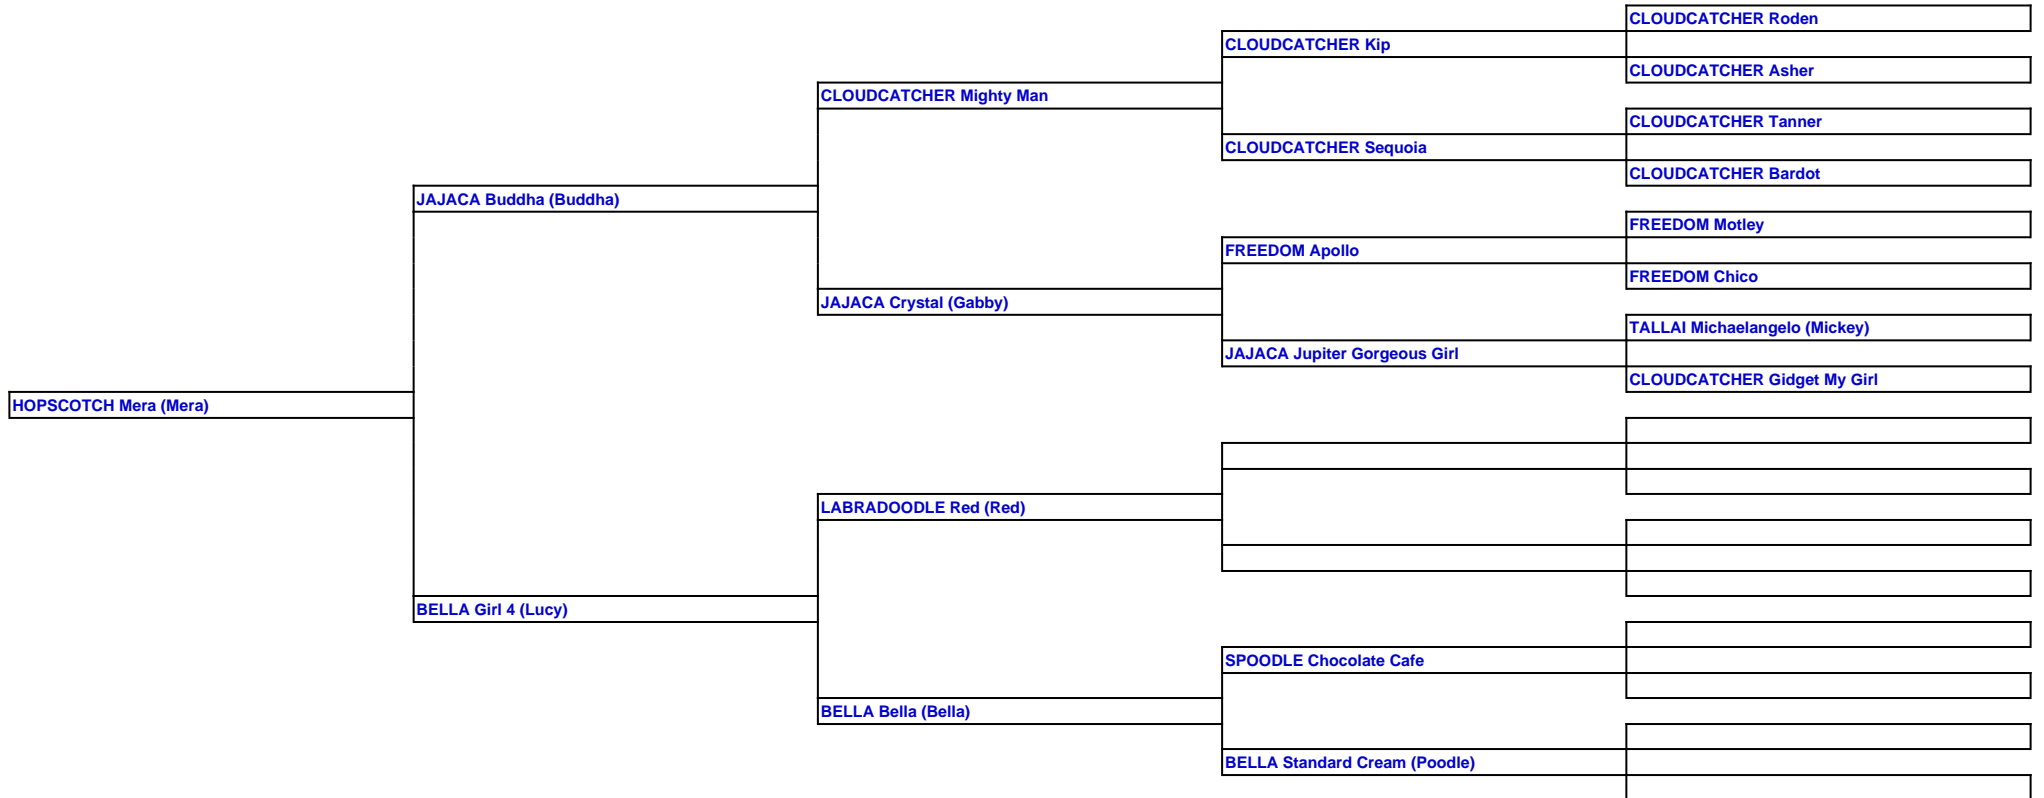 CLOUDCATCHER Roden
CLOUDCATCHER Kip
CLOUDCATCHER Asher
CLOUDCATCHER Mighty Man
CLOUDCATCHER Tanner
CLOUDCATCHER Sequoia
CLOUDCATCHER Bardot
JAJACA Buddha (Buddha)
FREEDOM Motley
FREEDOM Apollo
FREEDOM Chico
JAJACA Crystal (Gabby)
TALLAI Michaelangelo (Mickey)
JAJACA Jupiter Gorgeous Girl
CLOUDCATCHER Gidget My Girl
HOPSCOTCH Mera (Mera)
LABRADOODLE Red (Red)
BELLA Girl 4 (Lucy)
SPOODLE Chocolate Cafe
BELLA Bella (Bella)
BELLA Standard Cream (Poodle)